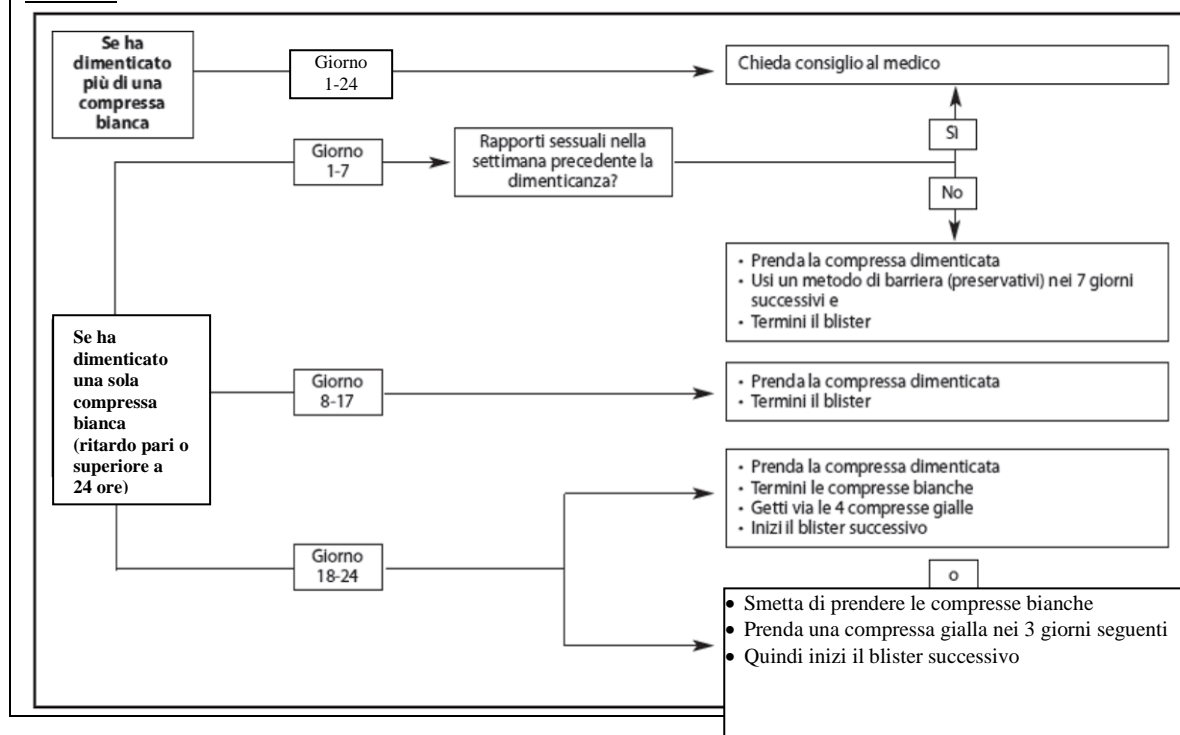 Se ha
dimenticato
più di una
compressa
bianca
Giorno
1-24
Chieda consiglio al medico
Giorno
1-7
Rapporti sessuali nella
settimana precedente la
dimenticanza?
Sì
No
• Prenda la compressa dimenticata
• Usi un metodo di barriera (preservativi) nei 7 giorni
successivi e
• Termini il blister
Se ha
dimenticato
una sola
compressa
bianca
(ritardo pari o
superiore a
24 ore)
Giorno
8-17
• Prenda la compressa dimenticata
• Termini il blister
Giorno
18-24
• Prenda la compressa dimenticata
• Termini le compresse bianche
• Getti via le 4 compresse gialle
• Inizi il blister successivo
o
• Smetta di prendere le compresse bianche
• Prenda una compressa gialla nei 3 giorni seguenti
• Quindi inizi il blister successivo